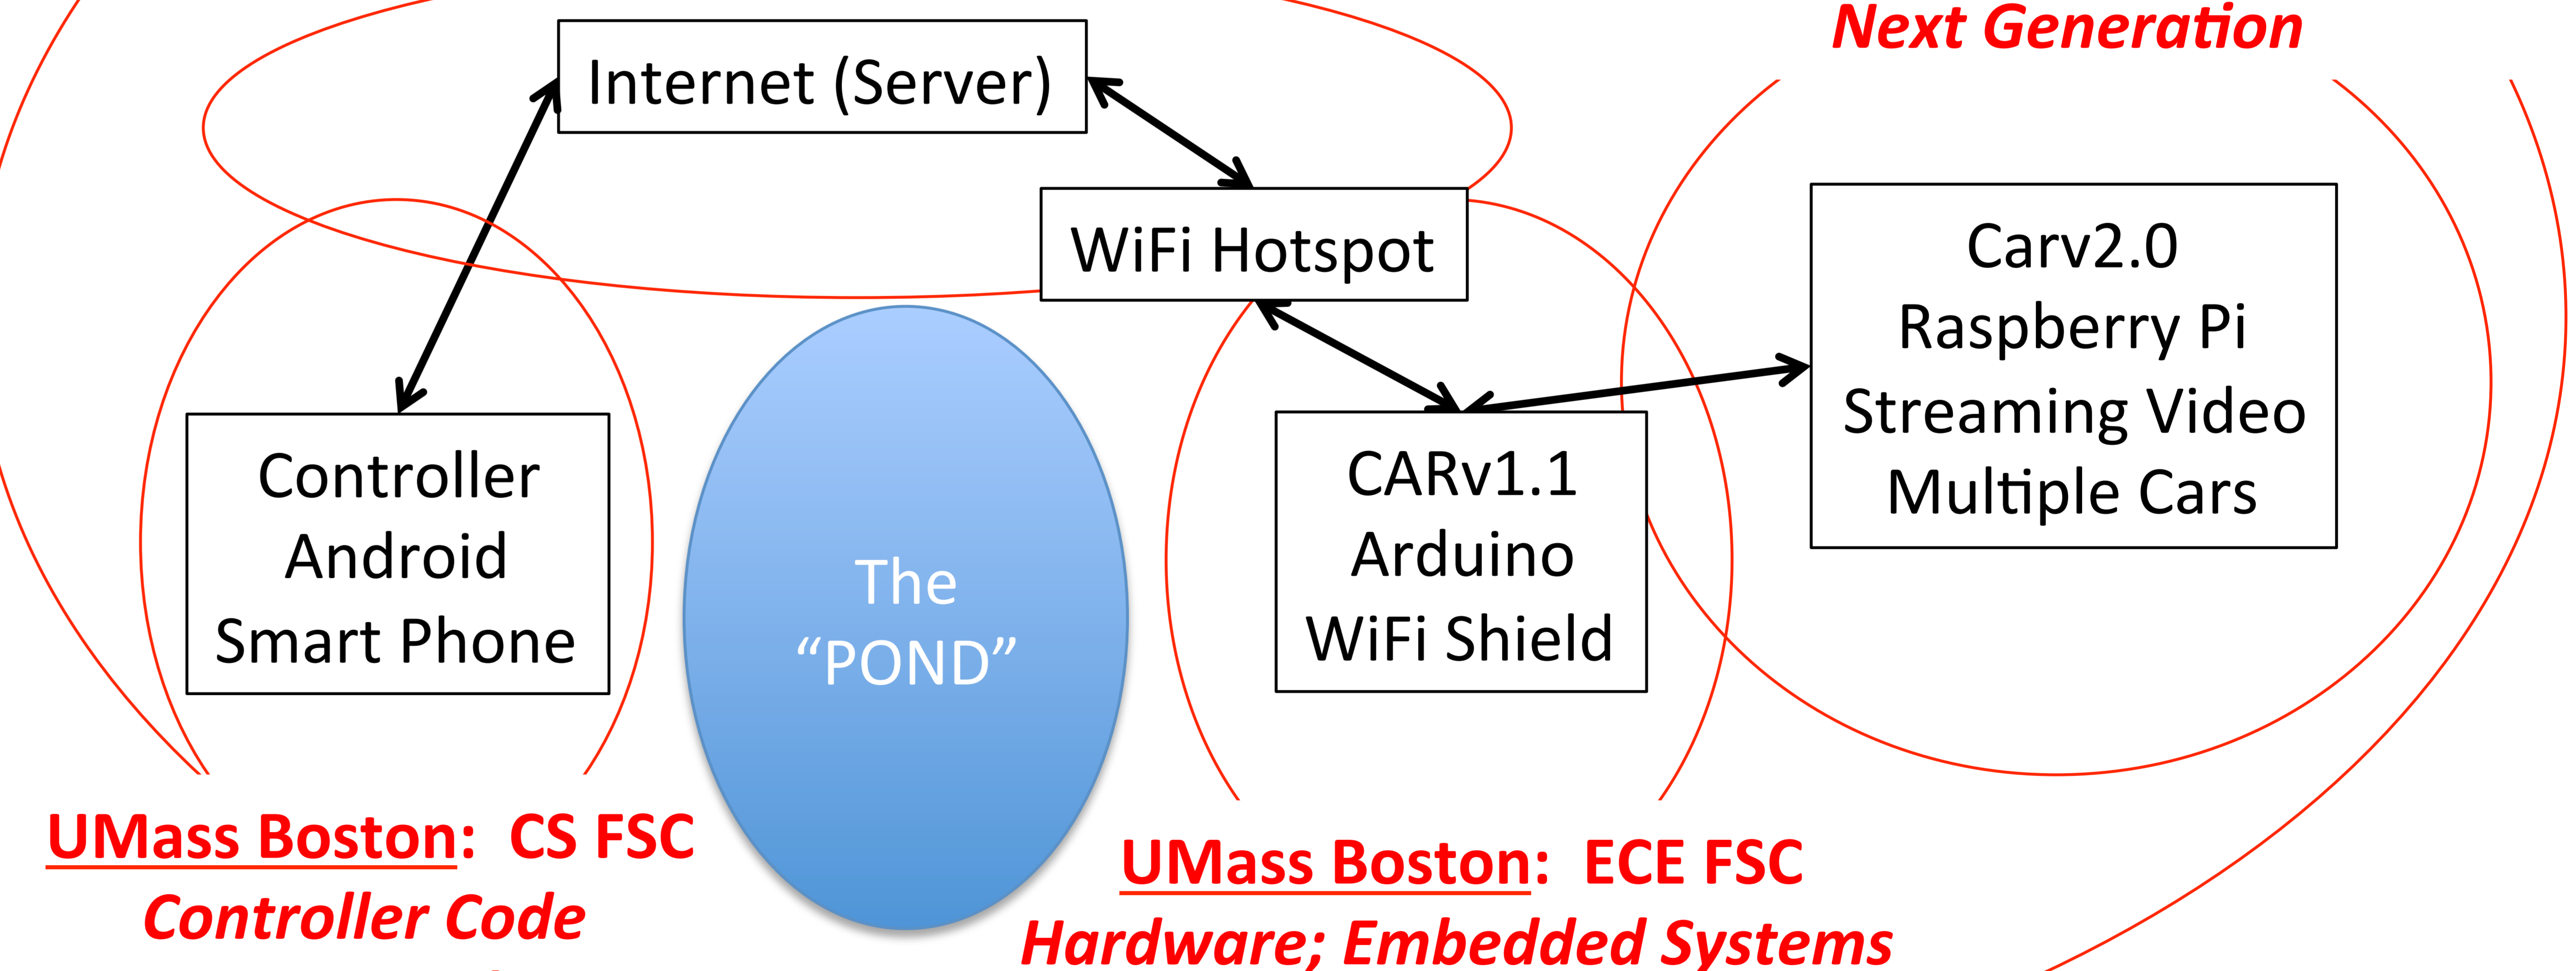 Next Generation
Internet (Server)
WiFi Hotspot
Carv2.0
Raspberry Pi
Streaming Video
Multiple Cars
Controller
Android
Smart Phone
The
“POND”
CARv1.1
Arduino
WiFi Shield
UMass Boston:  CS FSC
Controller Code
UMass Boston:  ECE FSC
Hardware; Embedded Systems